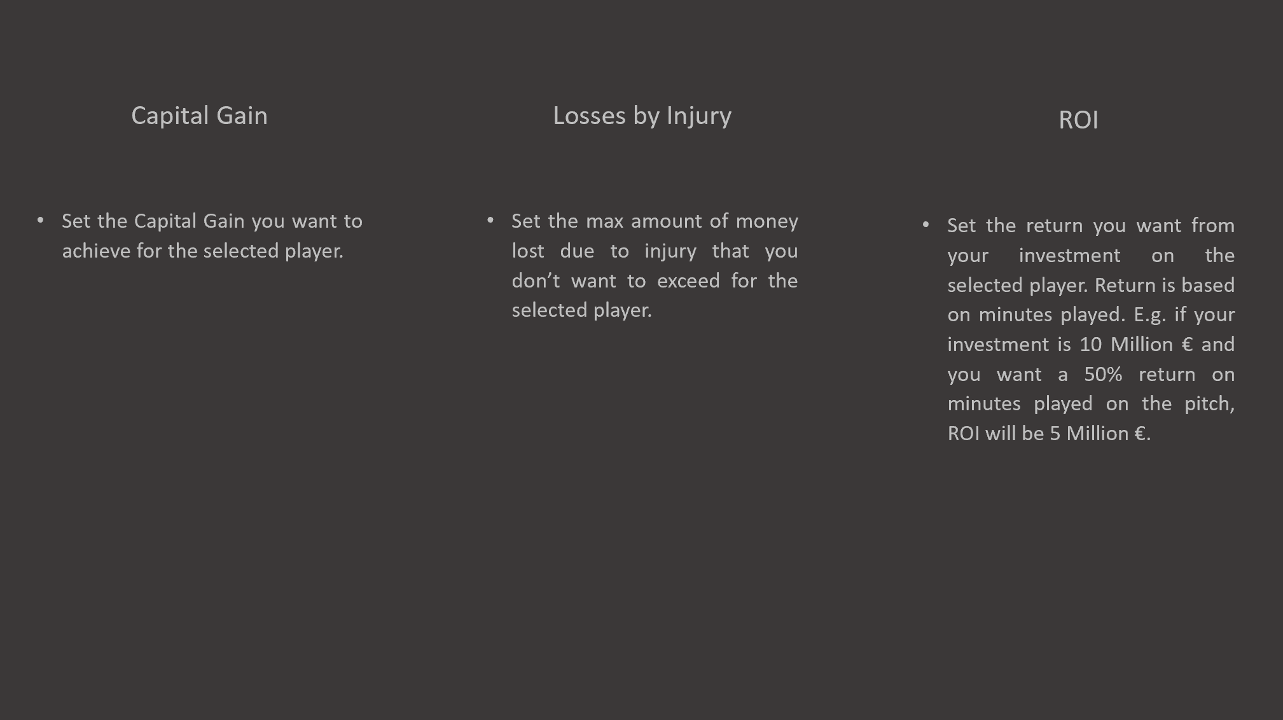 Capital Gain
• Set the Capital Gain you want to
achieve for the selected player.
Losses by Injury
• Set the max amount of money
lost due to injury that you
don’t want to exceed for the
selected player.
ROI
• Set the return you want from
your investment on the
selected player. Return is based
on minutes played. E.g. if your
investment is 10 Million € and
you want a 50% return on
minutes played on the pitch,
ROI will be 5 Million €.